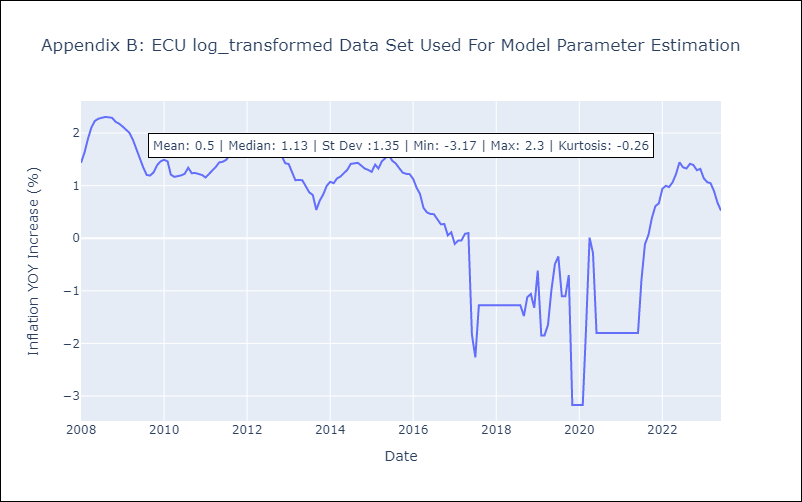 Appendix B: ECU log_transformed Data Set Used For Model Parameter Estimation
Mean: 0.5 | Median: 1.13 | St Dev :1.35 | Min: -3.17 | Max: 2.3 | Kurtosis: -0.26
Inflation YOY Increase (%)
2
1
0
−1
−2
−3
2008 2010 2012 2014 2016 2018 2020 2022
Date